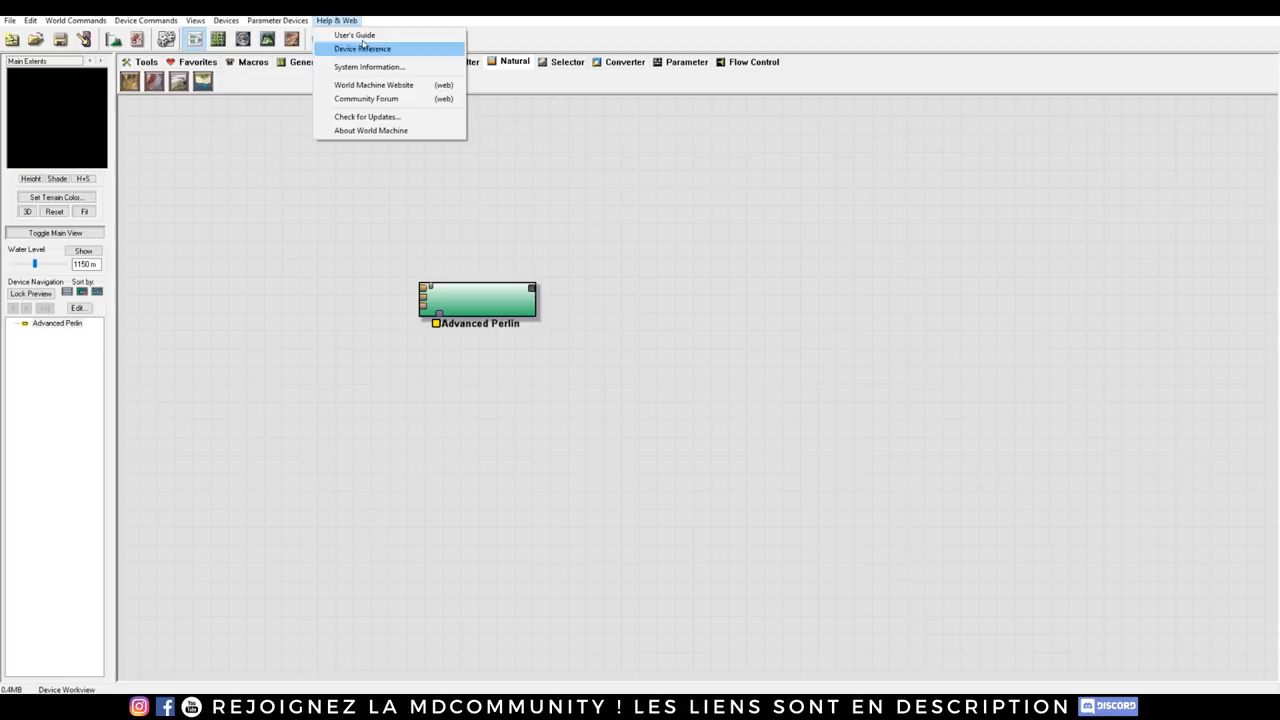 File Edit World Commands Device Commands Views Devices Parameter Devices Help & Web
User's Guide
Device Reference
System Information...
World Machine Website (web)
Community Forum (web)
Check for Updates...
About World Machine
Main Extents
Tools Favorites Macros Gener lter Natural Selector Converter Parameter Flow Control
Height Shade H+S
Set Terrain Color...
3D Reset Fit
Toggle Main View
Water Level Show
1150 m
Device Navigation Sort by:
Lock Preview
Edit...
Advanced Perlin
Advanced Perlin
0.4MB Device Workview
REJOIGNEZ LA MDCOMMUNITY ! LES LIENS SONT EN DESCRIPTION DISCORD